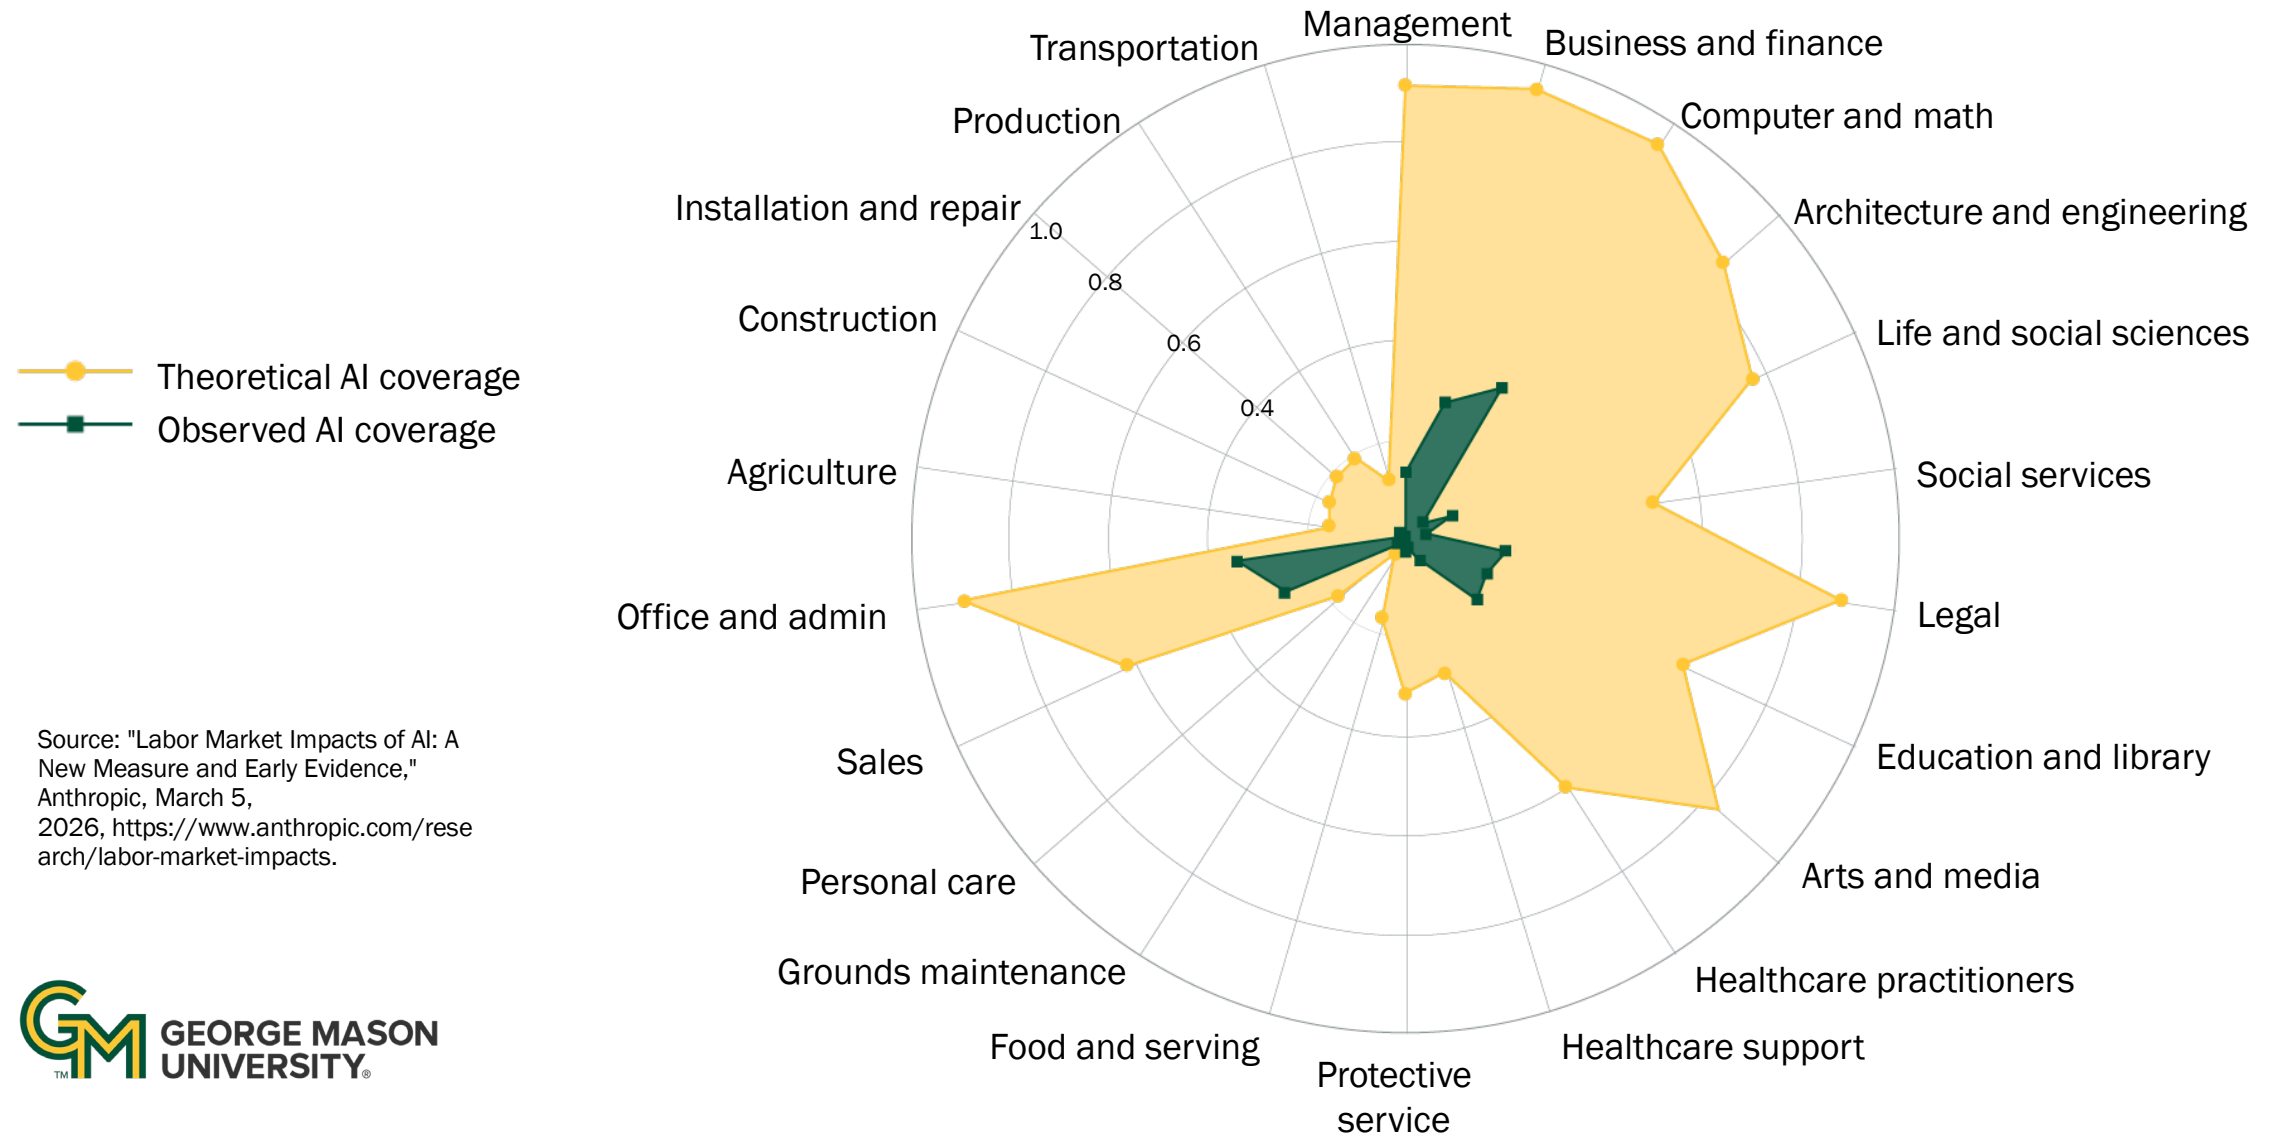 Management
Business and finance
Transportation
Computer and math
Production
Installation and repair
Architecture and engineering
1.0
0.8
Construction
Life and social sciences
0.6
Theoretical AI coverage
0.4
Observed AI coverage
Agriculture
Social services
Office and admin
Legal
Source: "Labor Market Impacts of AI: A
New Measure and Early Evidence,"
Anthropic, March 5,
2026, https://www.anthropic.com/rese
arch/labor-market-impacts.
Sales
Education and library
Personal care
Arts and media
Grounds maintenance
Healthcare practitioners
Food and serving
Healthcare support
Protective
service
GM
TM
GEORGE MASON
UNIVERSITY®